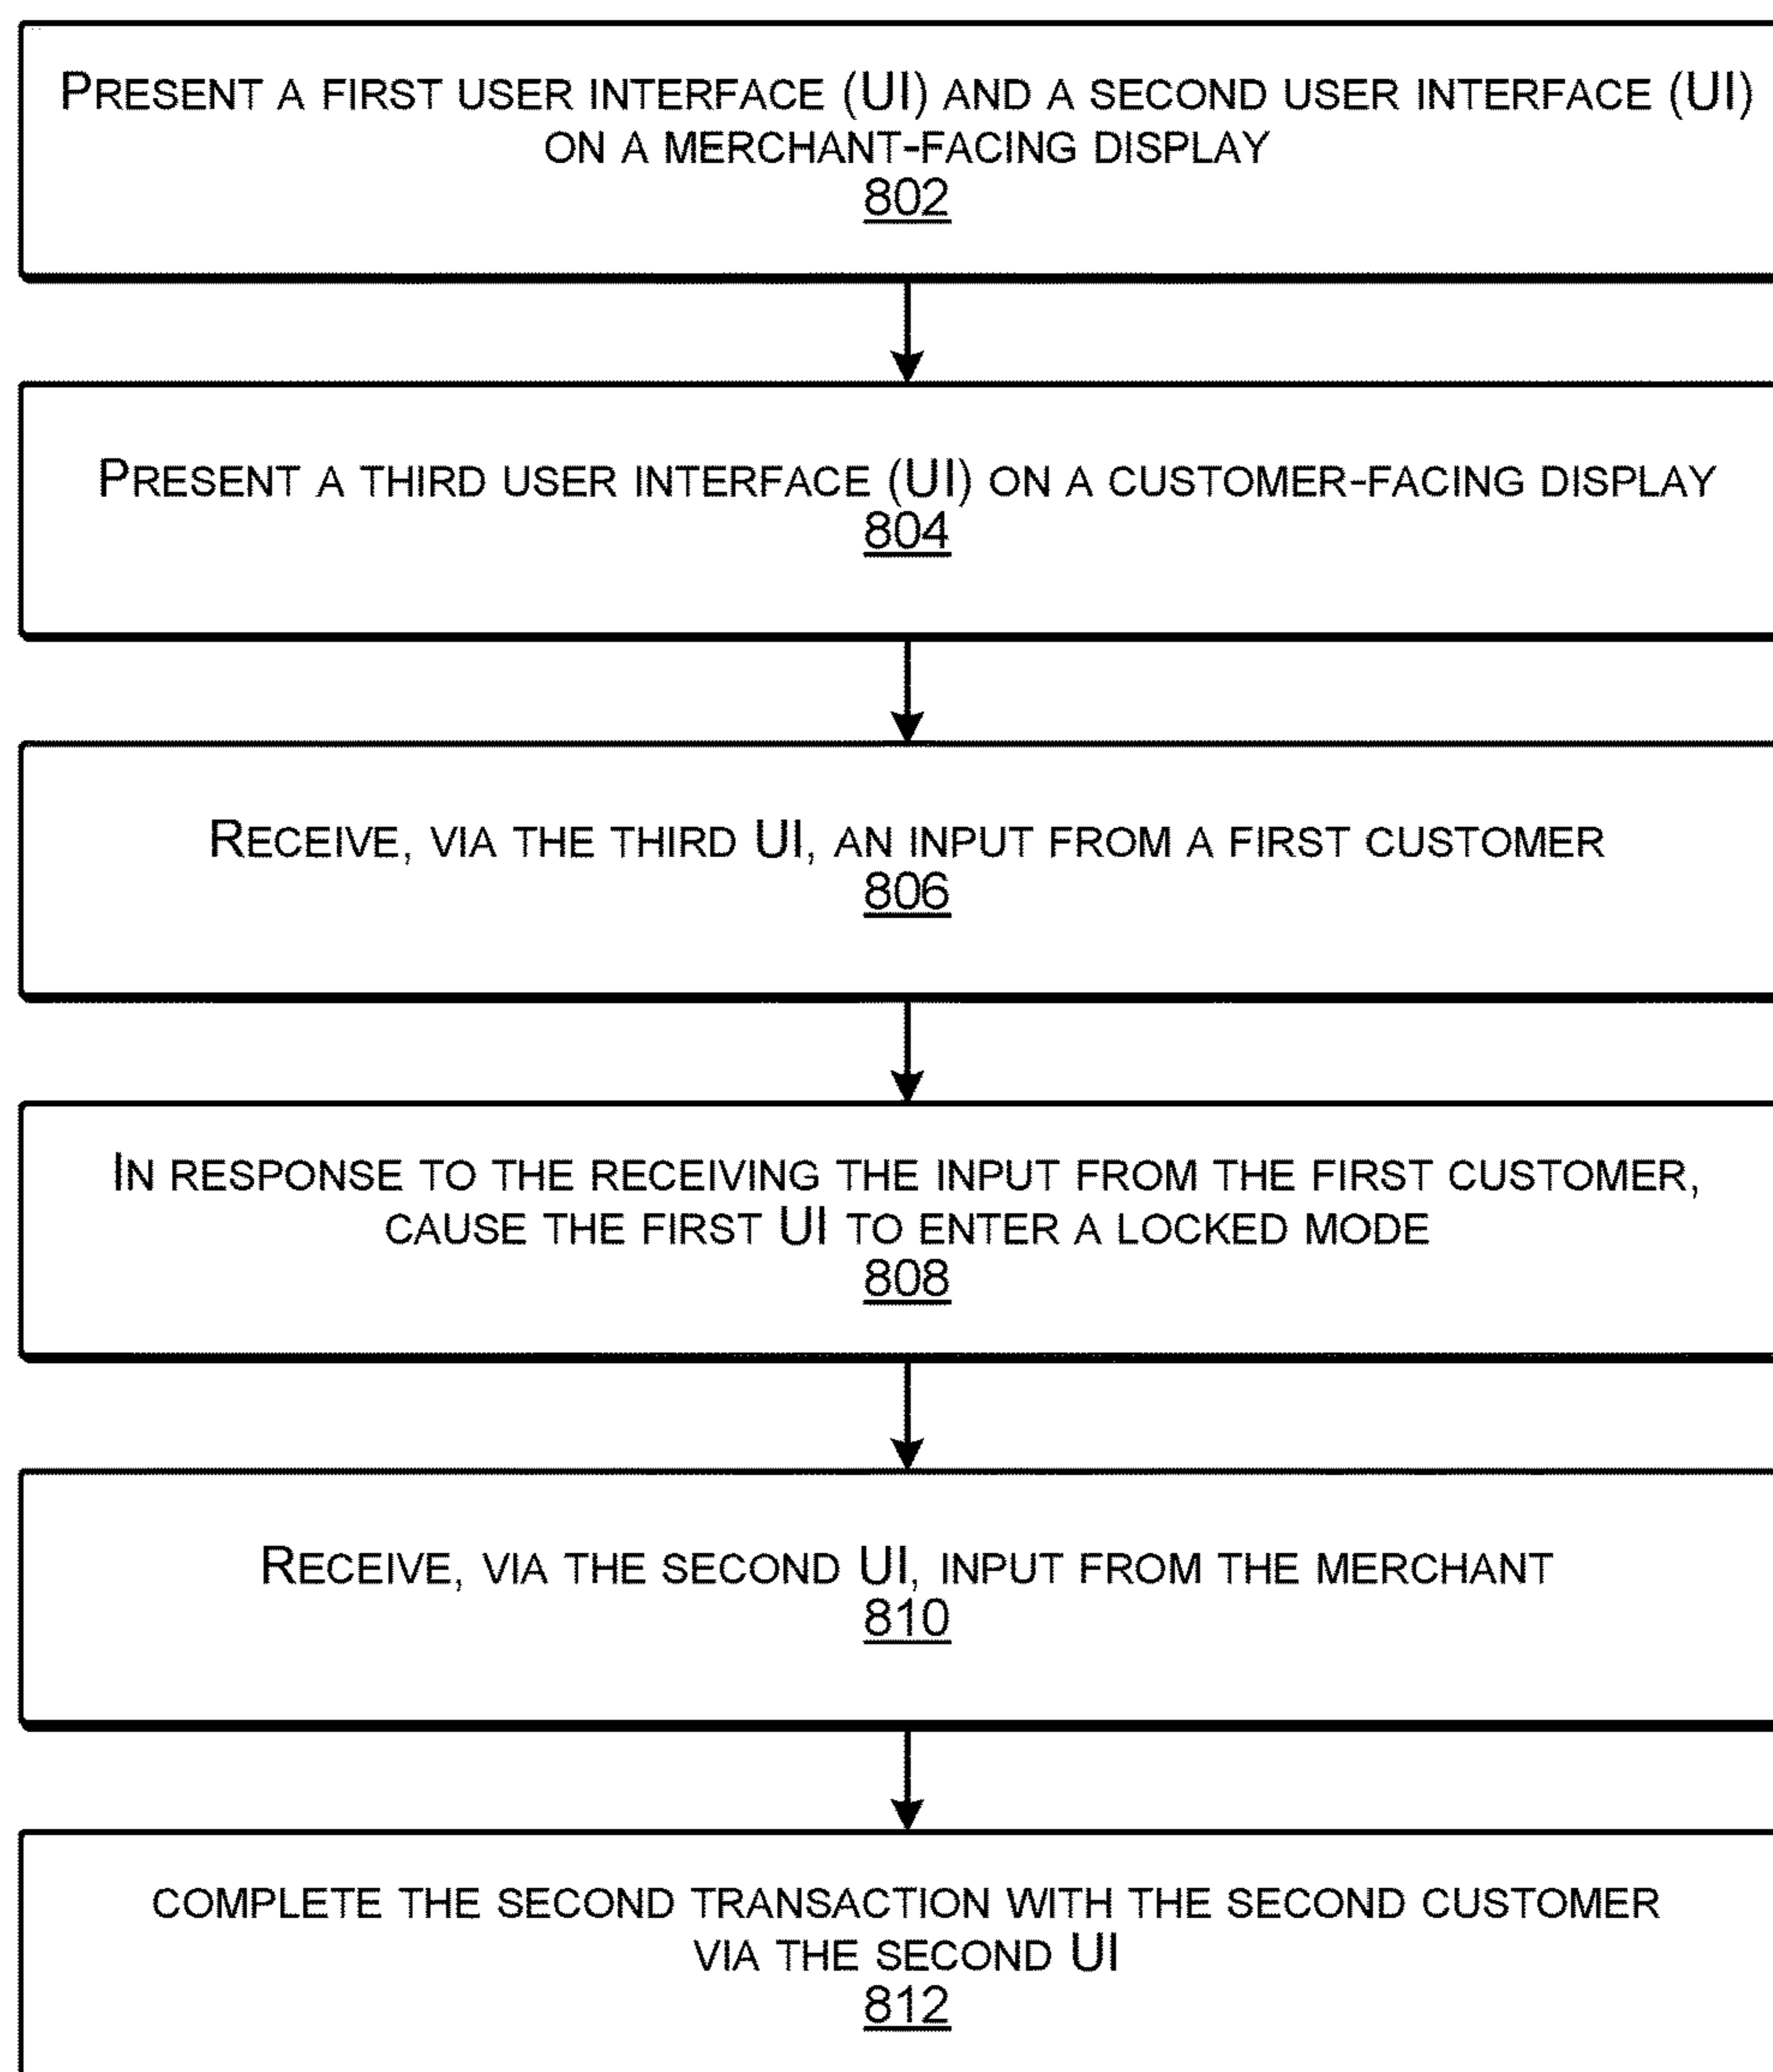 PRESENT A FIRST USER INTERFACE (UI) AND A SECOND USER INTERFACE (UI)
ON A MERCHANT-FACING DISPLAY
802
PRESENT A THIRD USER INTERFACE (UI) ON A CUSTOMER-FACING DISPLAY
804
RECEIVE, VIA THE THIRD UI, AN INPUT FROM A FIRST CUSTOMER
806
IN RESPONSE TO THE RECEIVING THE INPUT FROM THE FIRST CUSTOMER,
CAUSE THE FIRST UI TO ENTER A LOCKED MODE
808
RECEIVE, VIA THE SECOND UI, INPUT FROM THE MERCHANT
810
COMPLETE THE SECOND TRANSACTION WITH THE SECOND CUSTOMER
VIA THE SECOND UI
812